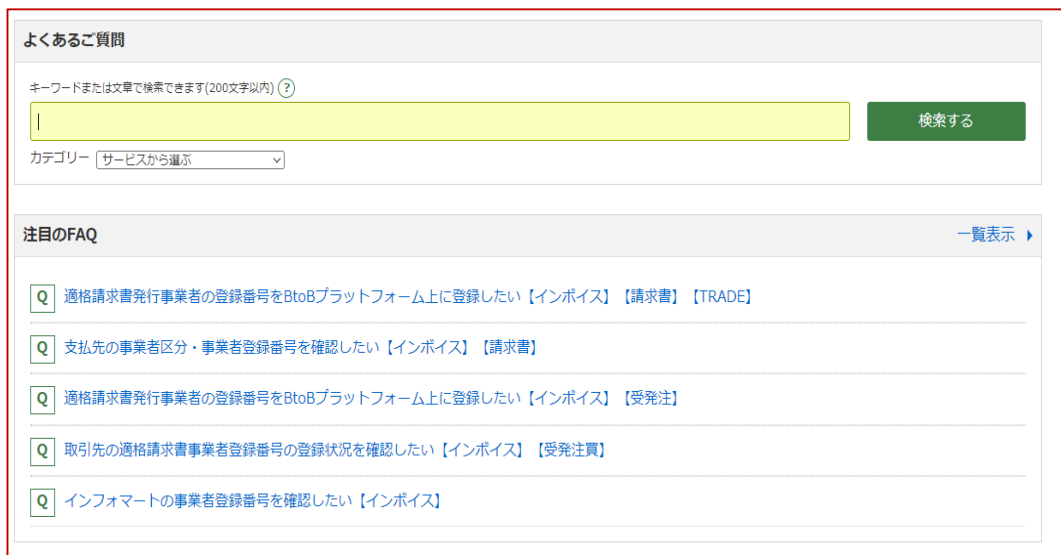 よくあるご質問
キーワードまたは文章で検索できます(200文字以内) ?
検索する
カテゴリー サービスから選ぶ
注目のFAQ 一覧表示
Q 適格請求書発行事業者の登録番号をBtoBプラットフォーム上に登録したい【インボイス】【請求書】【TRADE】
Q 支払先の事業者区分・事業者登録番号を確認したい【インボイス】【請求書】
Q 適格請求書発行事業者の登録番号をBtoBプラットフォーム上に登録したい【インボイス】【受発注】
Q 取引先の適格請求書事業者登録番号の登録状況を確認したい【インボイス】【受発注買】
Q インフォマートの事業者登録番号を確認したい【インボイス】